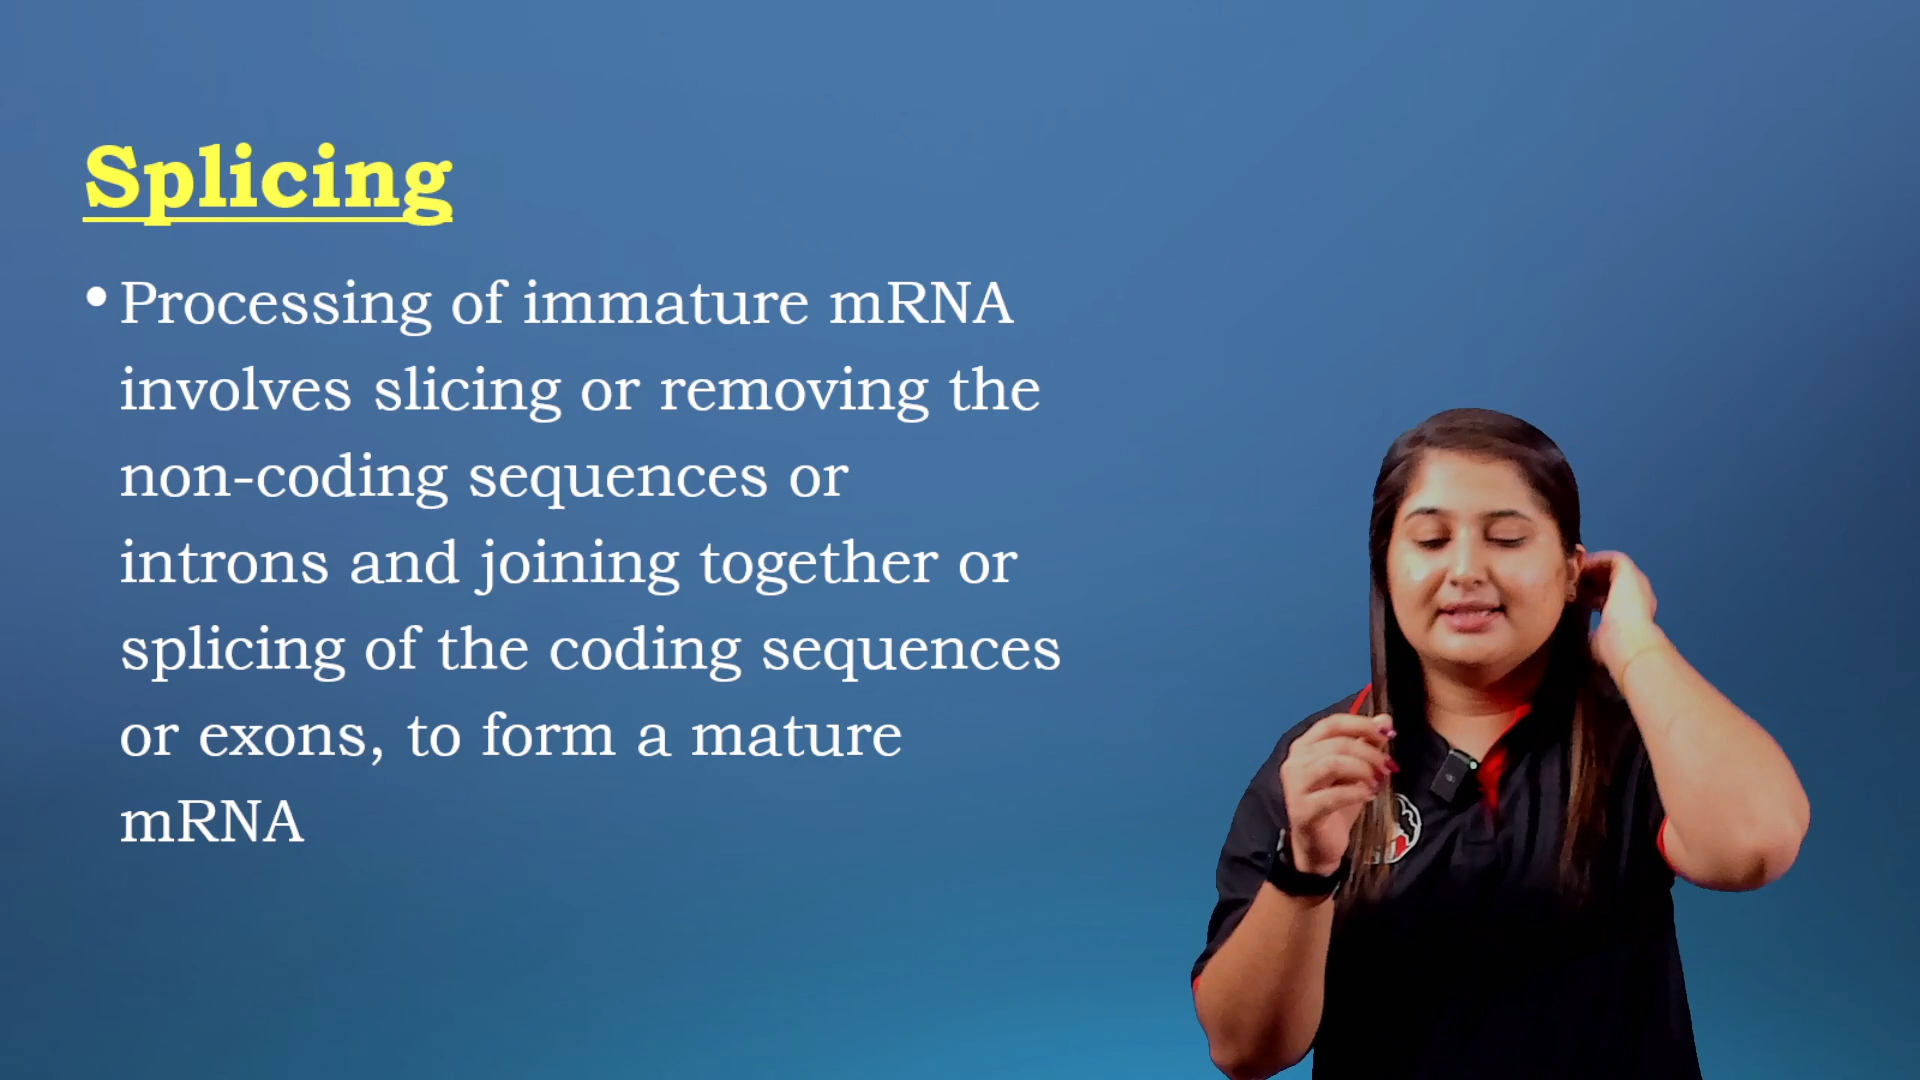 Splicing
• Processing of immature mRNA
involves slicing or removing the
non-coding sequences or
introns and joining together or
splicing of the coding sequences
or exons, to form a mature
mRNA